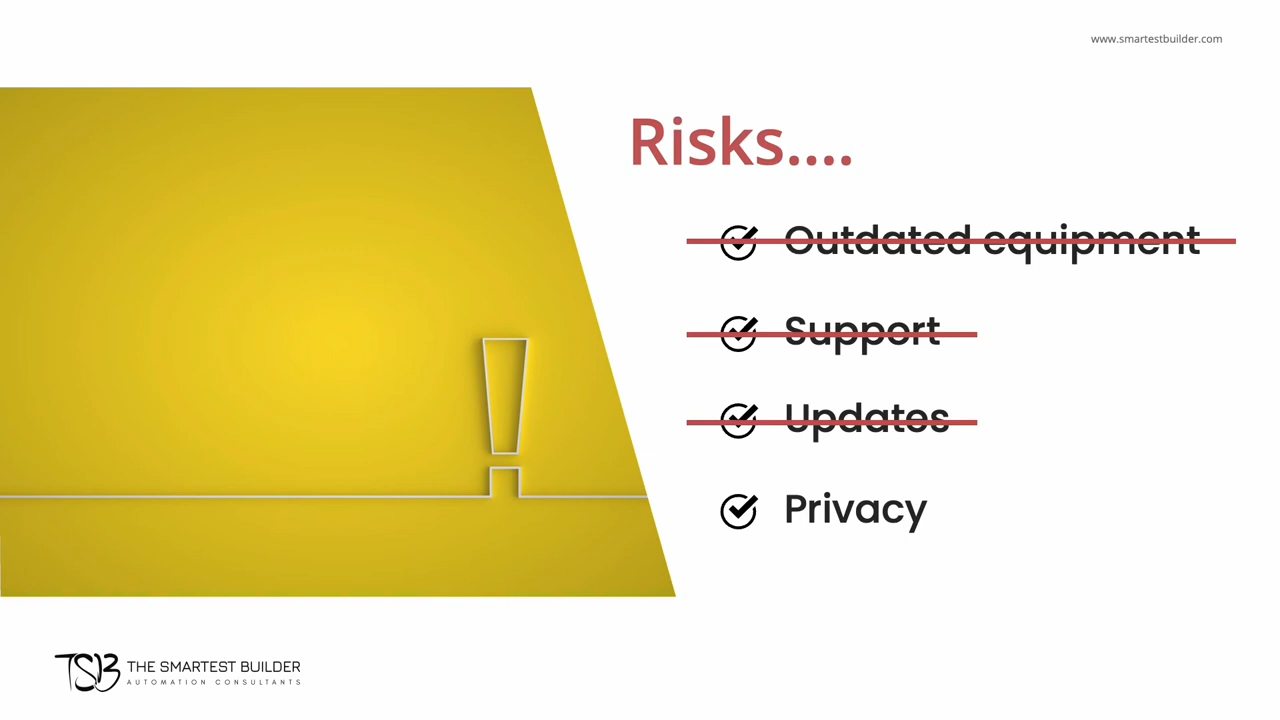 www.smartestbuilder.com
Risks....
Outdated equipment
Support
Updates
Privacy
TSB THE SMARTEST BUILDER
AUTOMATION CONSULTANTS